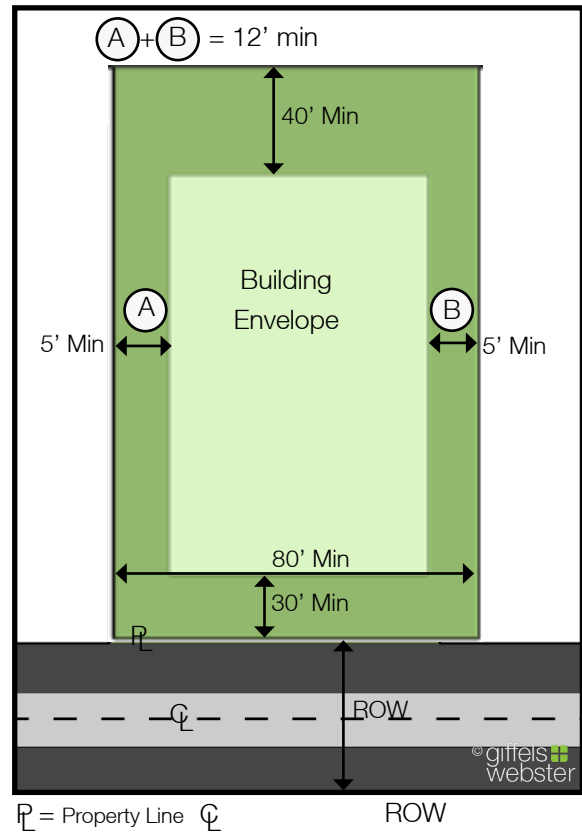 A + B = 12’ min
40’ Min
Building
Envelope
A
B
5’ Min
5’ Min
80’ Min
30’ Min
PL
CL
ROW
© giffels
webster
PL = Property Line CL ROW